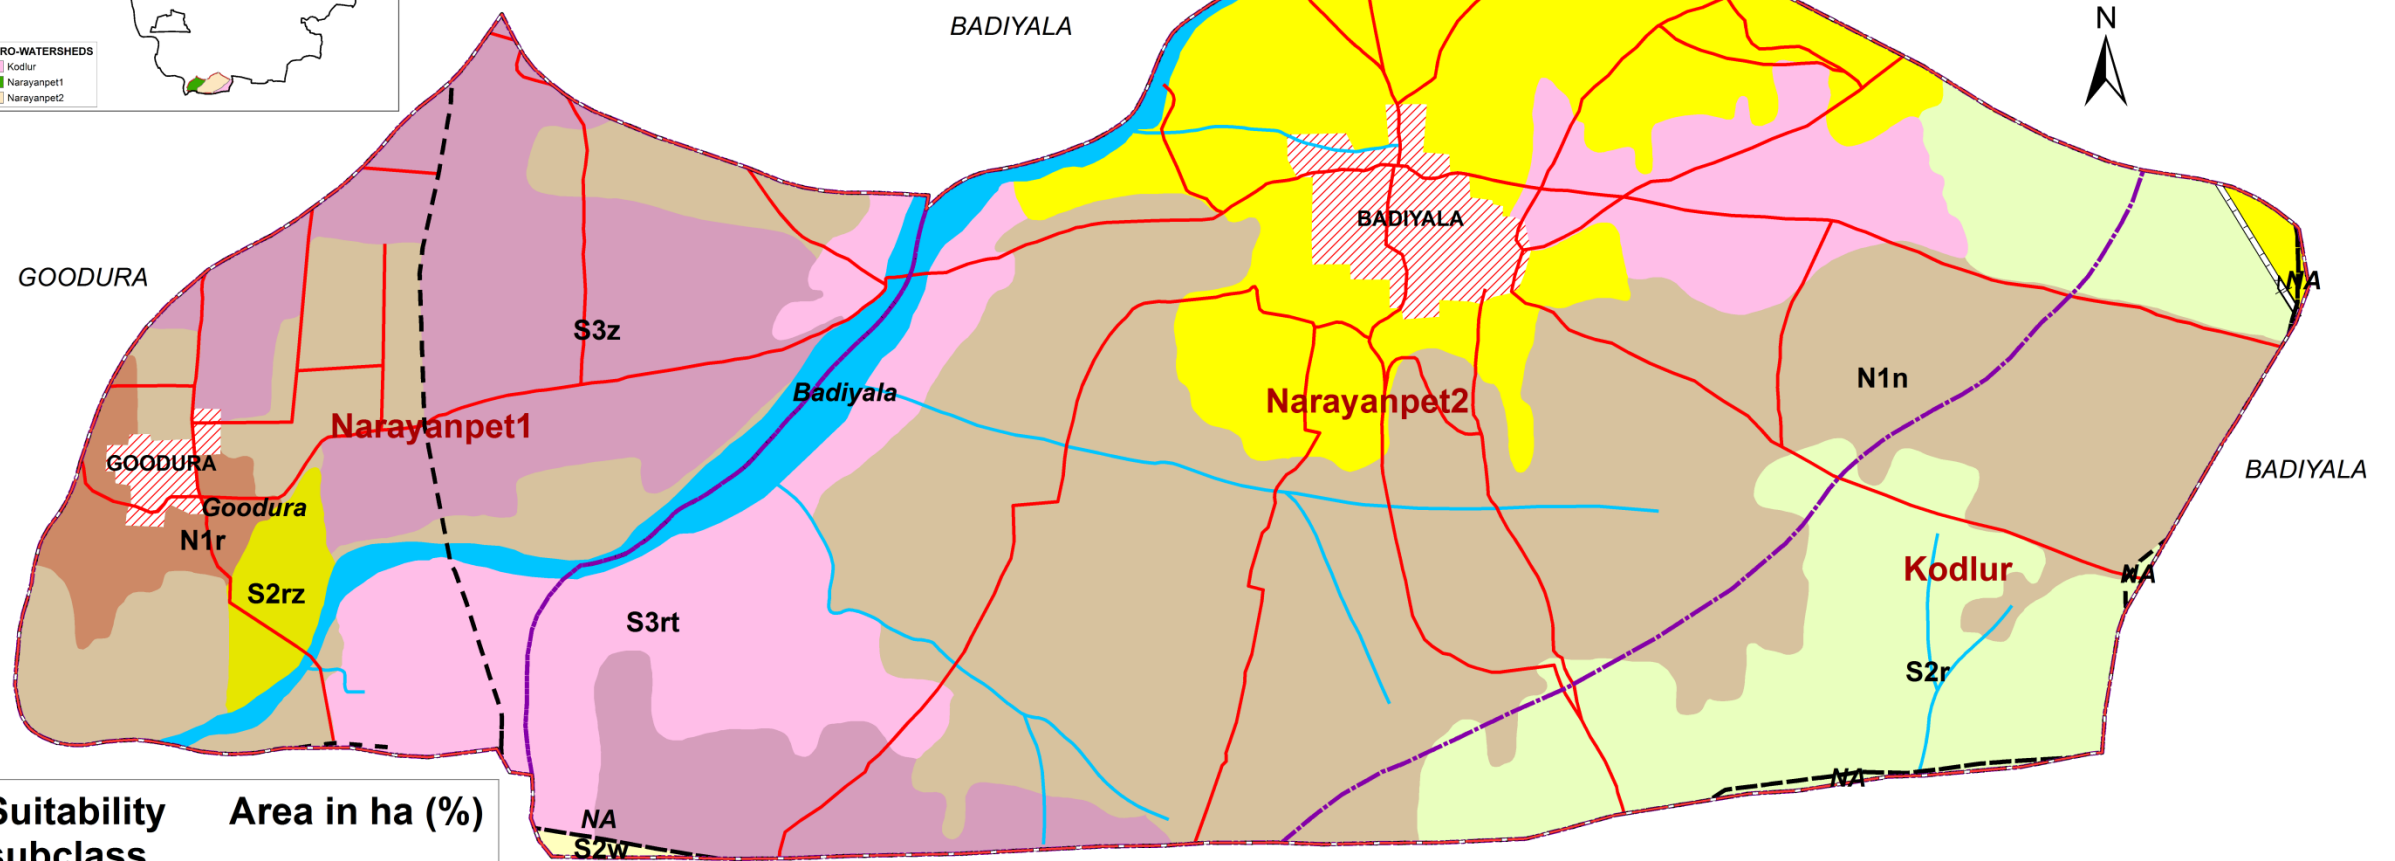 BADIYALA
N
RO-WATERSHEDS
Kodlur
Narayanpet1
Narayanpet2
BADIYALA
GOODURA
NA
S3z
N1n
Badiyala
Narayanpet2
Narayanpet1
GOODURA
BADIYALA
Goodura
N1r
Kodlur
NA
S2rz
S3rt
S2r
NA
NA
S2w
Suitability Area in ha (%)
subclass